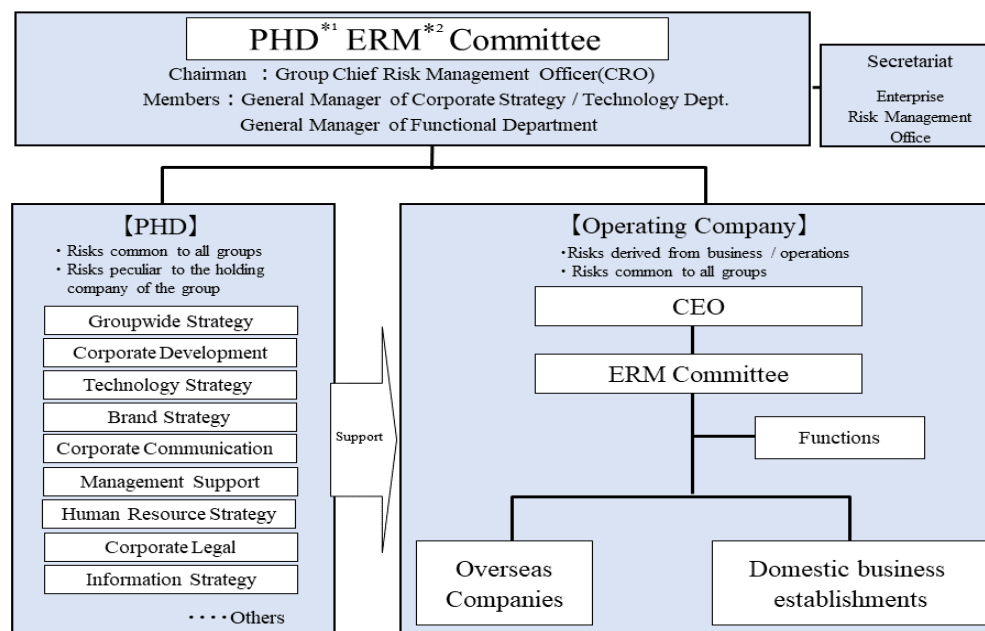 PHD*1 ERM*2 Committee
Chairman : Group Chief Risk Management Officer(CRO)
Members : General Manager of Corporate Strategy / Technology Dept.
General Manager of Functional Department
Secretariat
Enterprise
Risk Management
Office
【PHD】
・Risks common to all groups
・Risks peculiar to the holding
company of the group
Groupwide Strategy
Corporate Development
Technology Strategy
Brand Strategy
Corporate Communication
Management Support
Human Resource Strategy
Corporate Legal
Information Strategy
････Others
Support
【Operating Company】
・Risks derived from business / operations
・Risks common to all groups
CEO
ERM Committee
Functions
Overseas
Companies
Domestic business
establishments